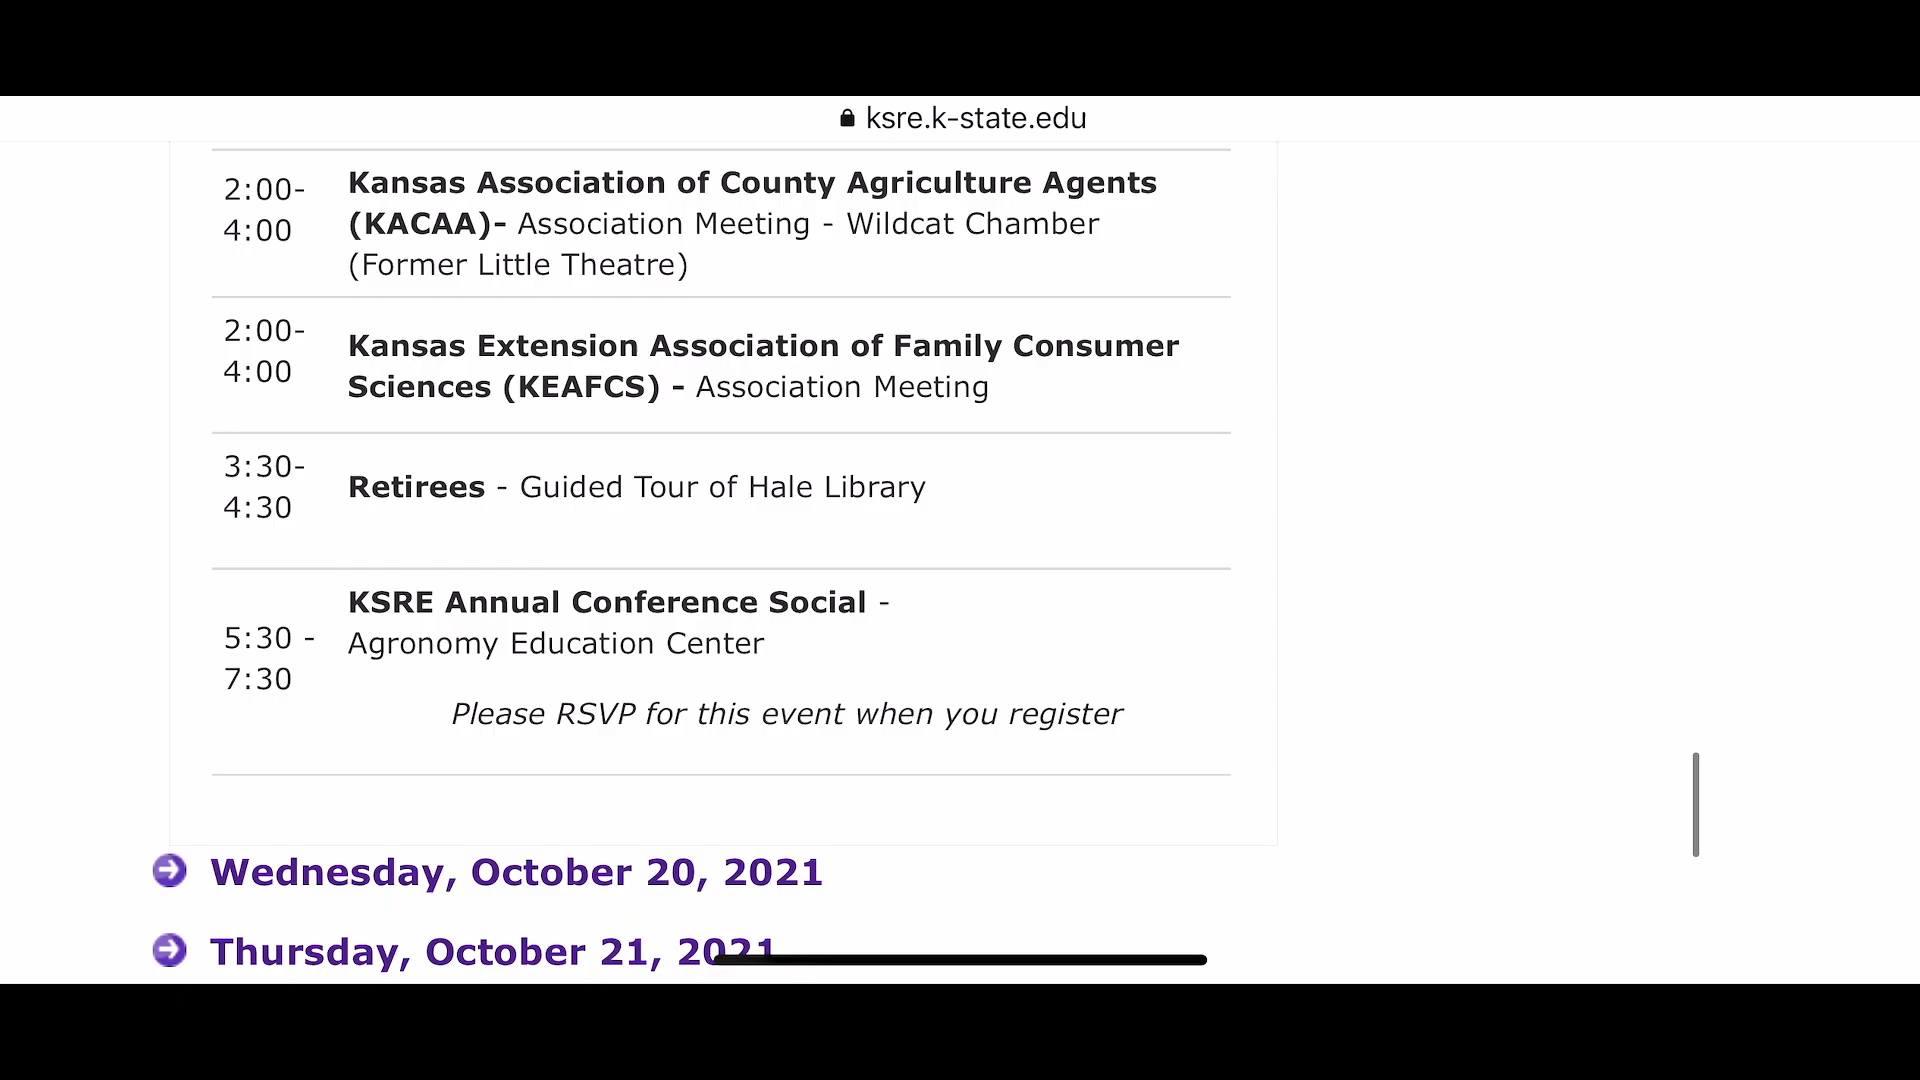 ksre.k-state.edu
2:00-
4:00
Kansas Association of County Agriculture Agents
(KACAA)- Association Meeting - Wildcat Chamber
(Former Little Theatre)
2:00-
4:00
Kansas Extension Association of Family Consumer
Sciences (KEAFCS) - Association Meeting
3:30-
4:30
Retirees - Guided Tour of Hale Library
5:30 -
7:30
KSRE Annual Conference Social -
Agronomy Education Center
Please RSVP for this event when you register
Wednesday, October 20, 2021
Thursday, October 21, 2021